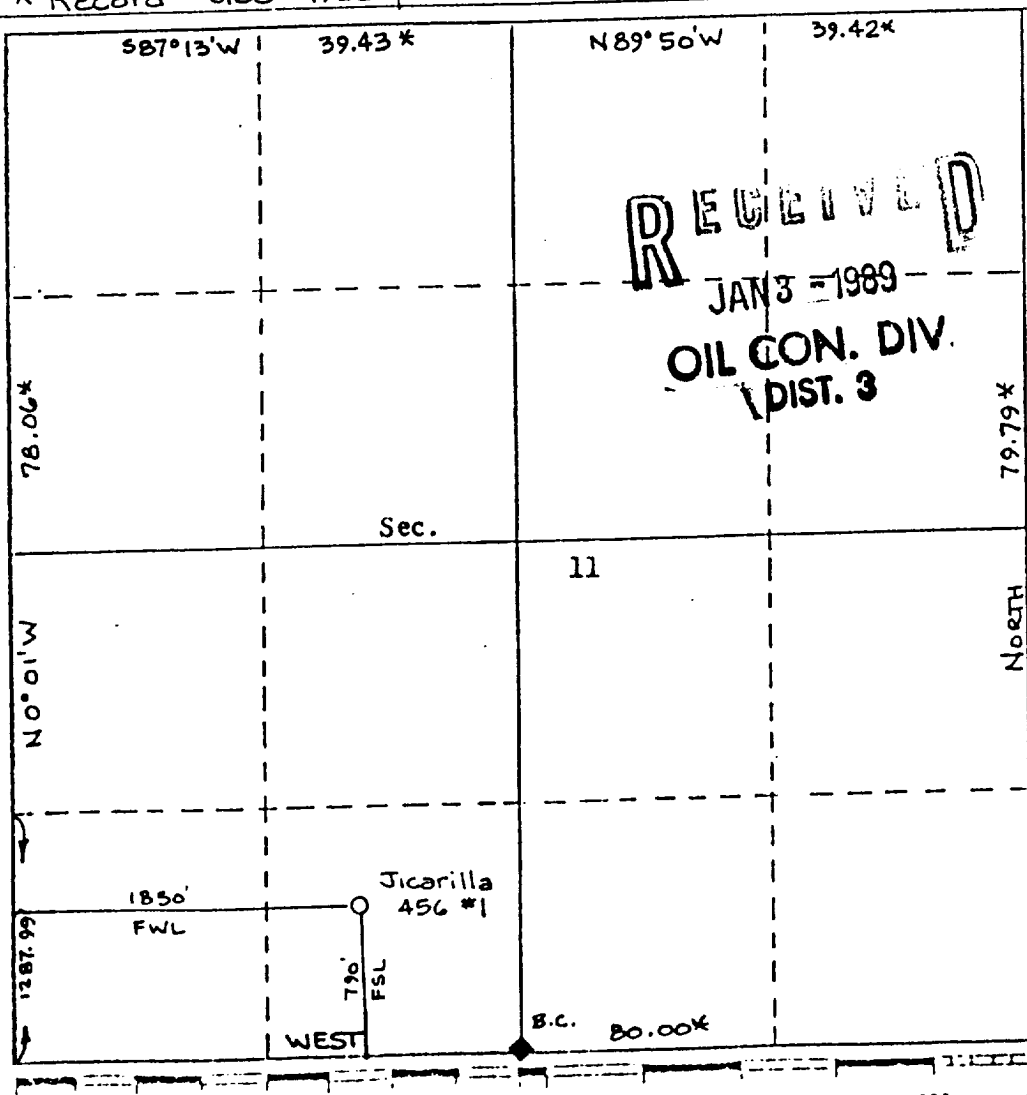 * Record
S87°13'W 39.43* N89°50'W 39.42*
RECEIVED
JAN 3 - 1989
OIL CON. DIV.
DIST. 3
78.06*
79.79*
Sec.
11
N0°01'W
NORTH
Jicarilla
456 #1
1850'
FWL
1287.99'
790'
FSL
WEST
B.C. 80.00*